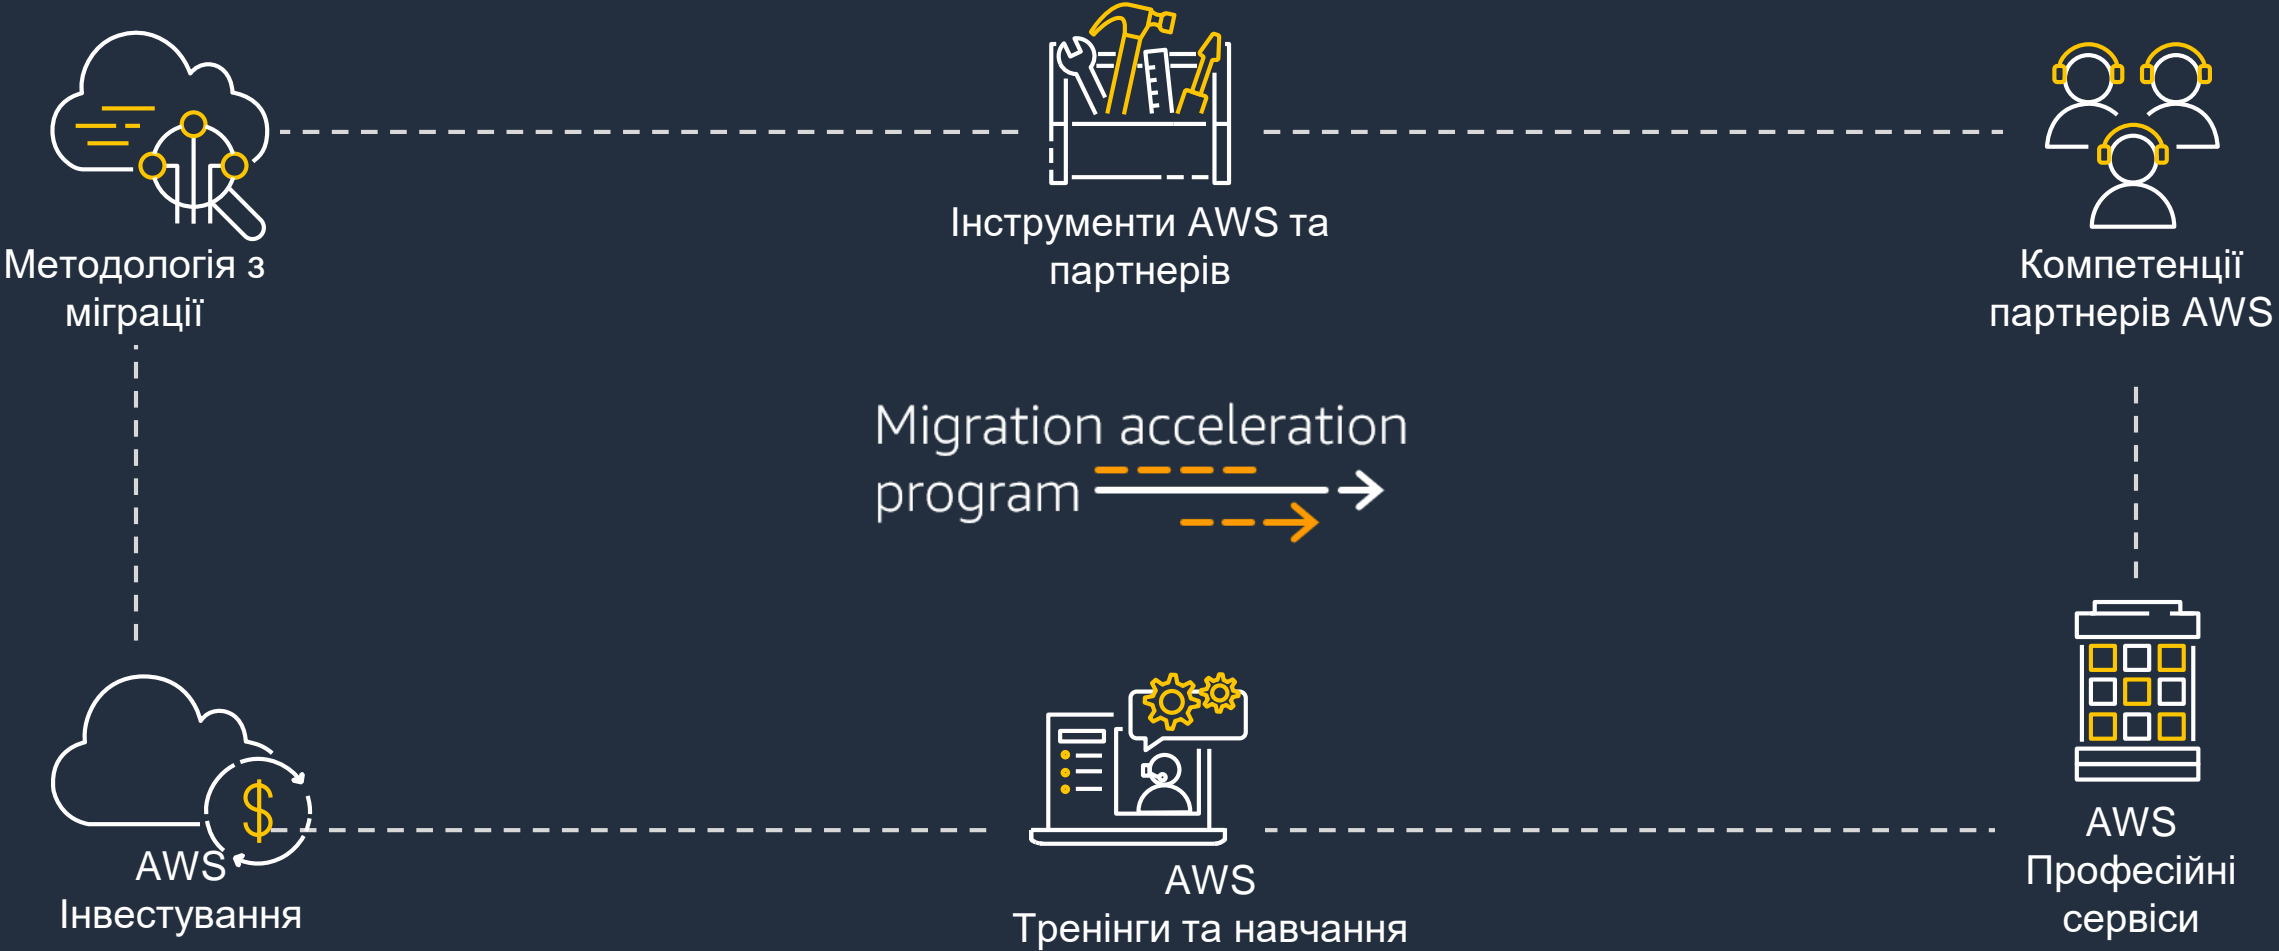 Методологія з
міграції
Інструменти AWS та
партнерів
Компетенції
партнерів AWS
Migration acceleration
program
$
AWS
Інвестування
AWS
Тренінги та навчання
AWS
Професійні
сервіси